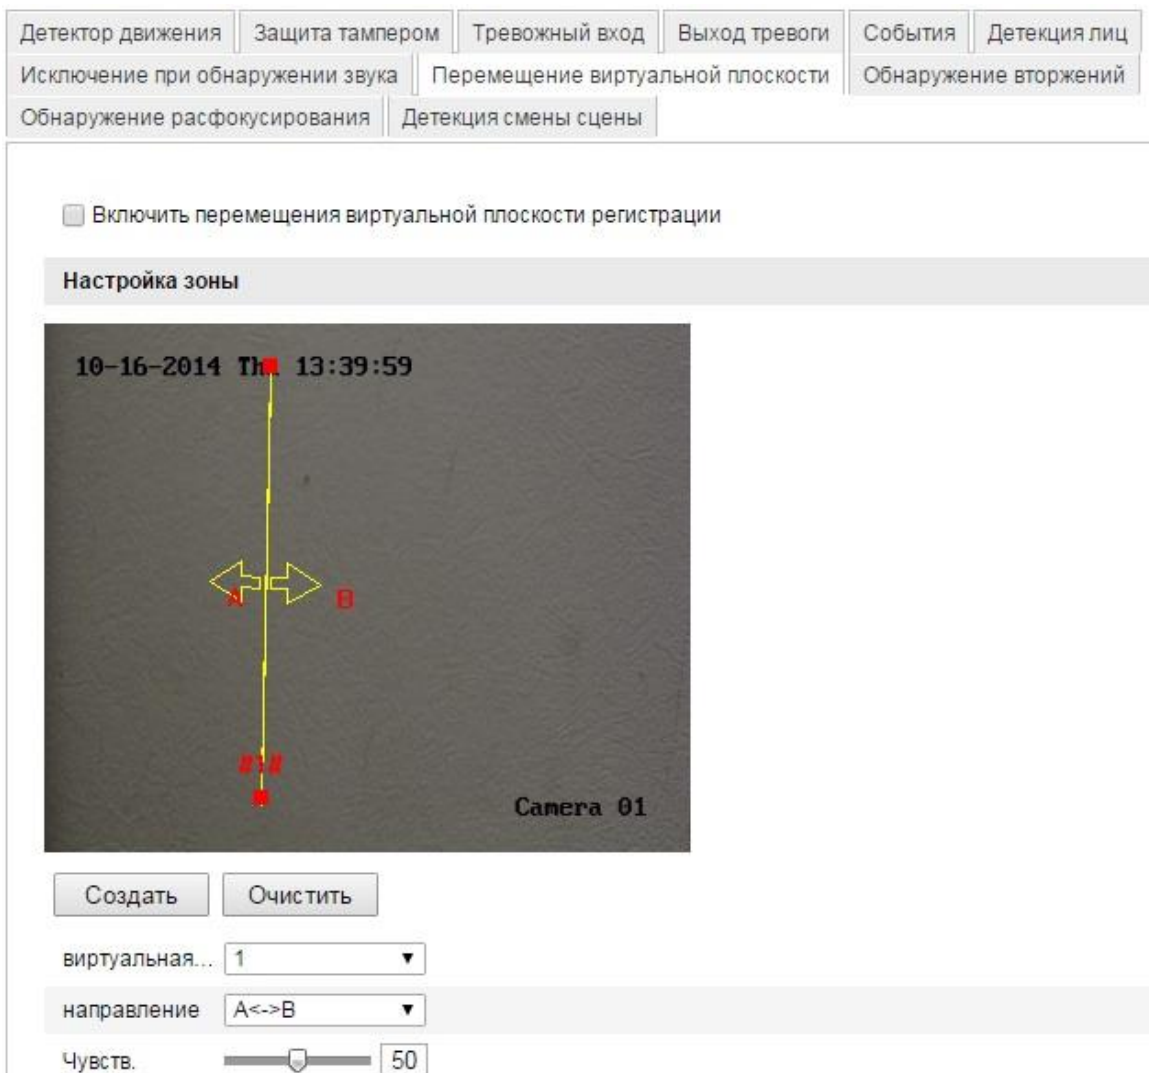 Детектор движения Защита тампером Тревожный вход Выход тревоги События Детекция лиц
Исключение при обнаружении звука Перемещение виртуальной плоскости Обнаружение вторжений
Обнаружение расфокусирования Детекция смены сцены
Включить перемещения виртуальной плоскости регистрации
Настройка зоны
10-16-2014 13:39:59
A B
Camera 01
Создать Очистить
виртуальная... 1
направление A<->B
Чувств. 50